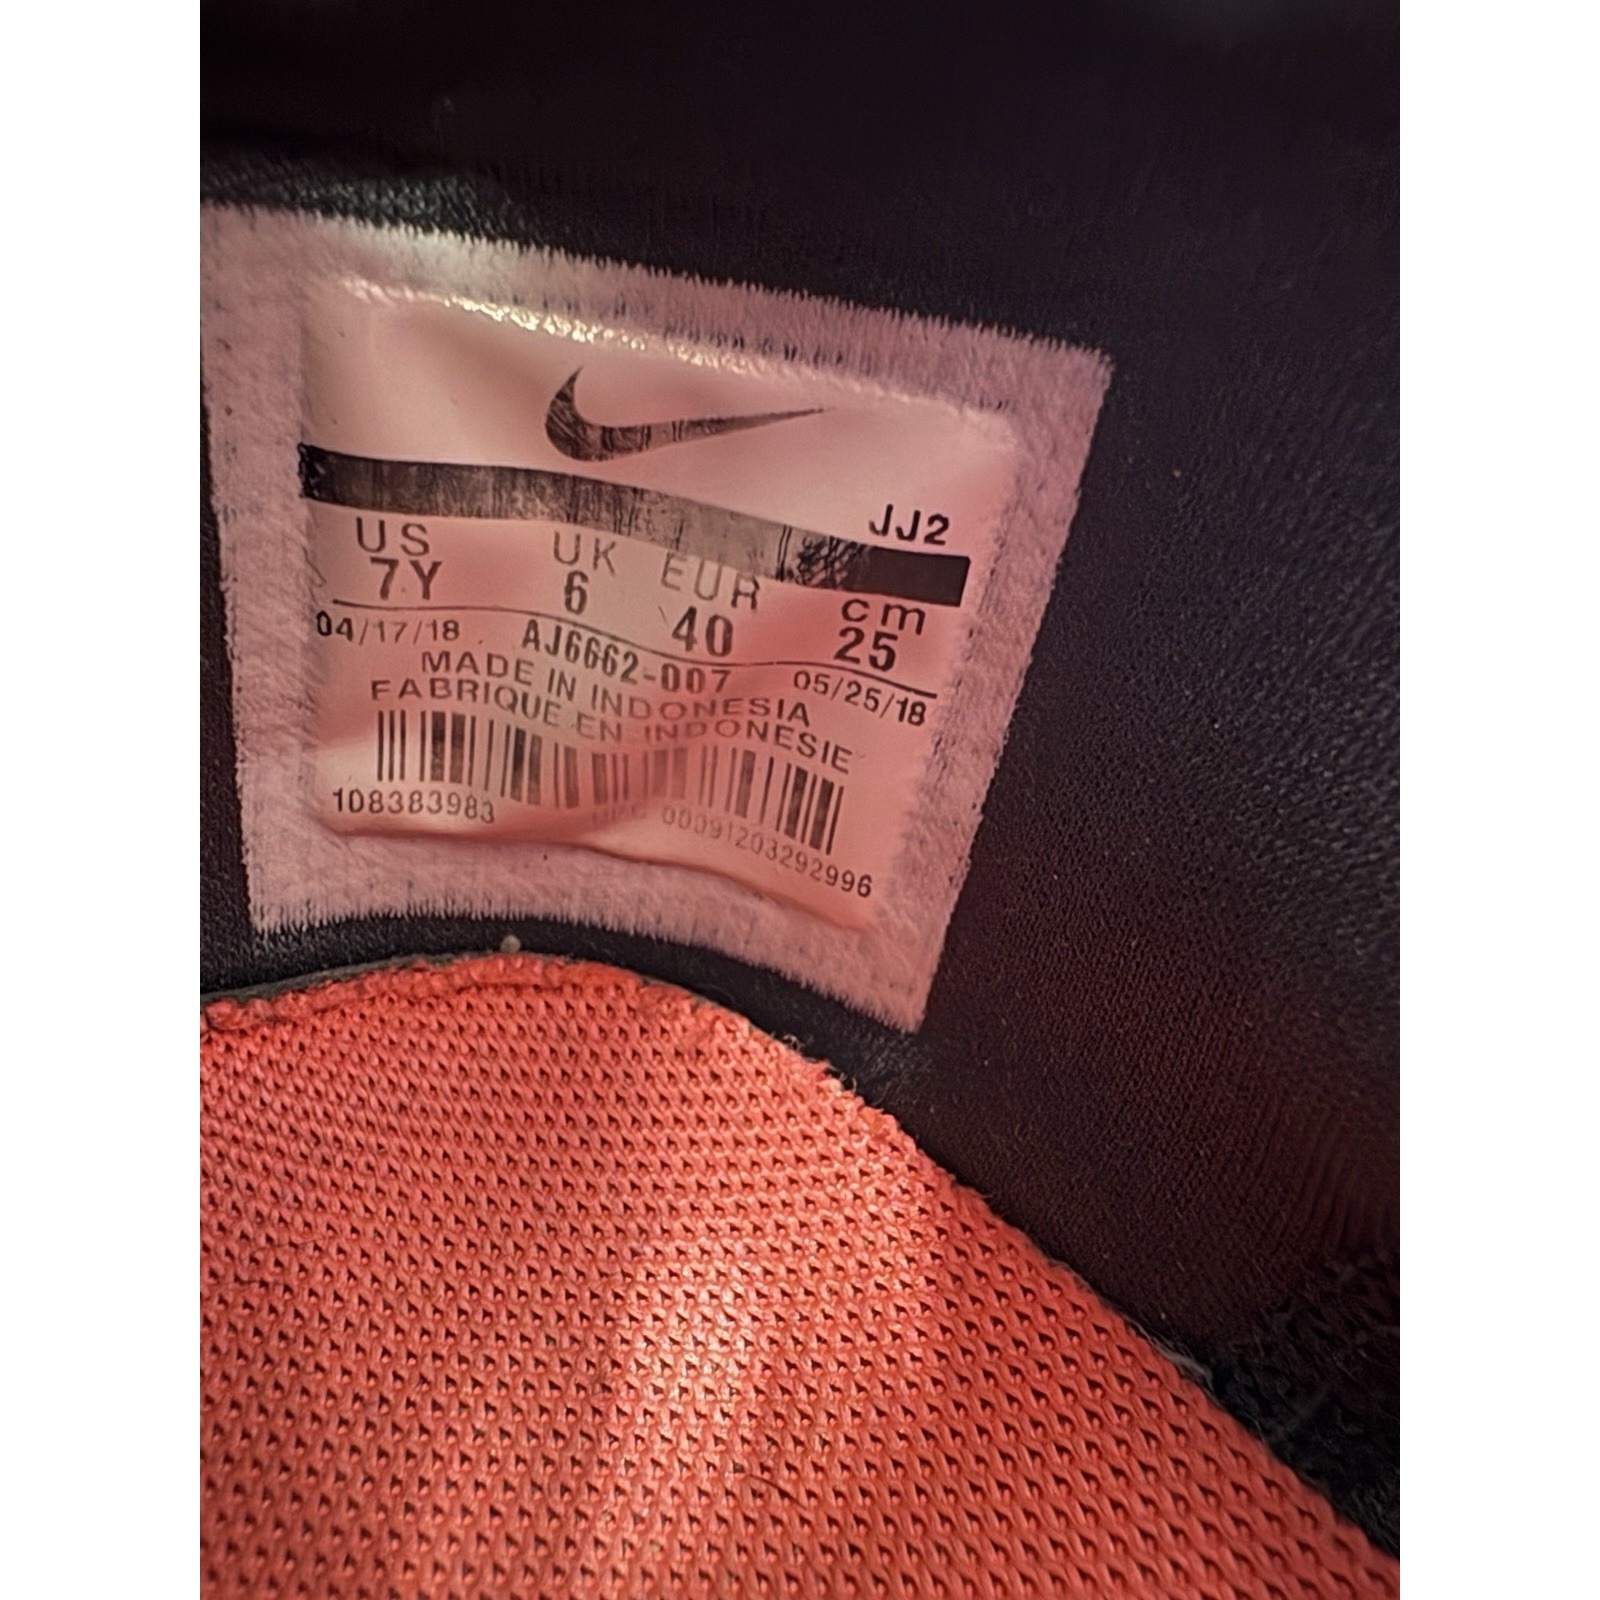 JJ2
US UK EUR cm
7Y 6 40 25
04/17/18 AJ6662-007 05/25/18
MADE IN INDONESIA
FABRIQUE EN INDONESIE
108383983 UPC 00091203292996